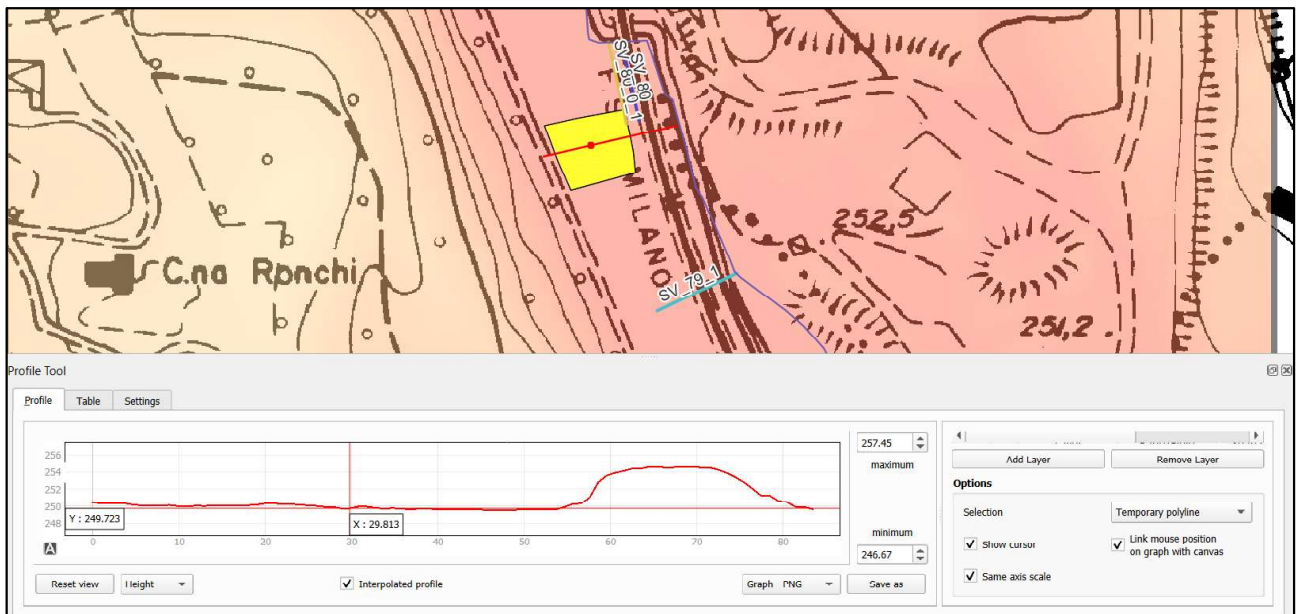 SV_80
SV_80_0_1
MILANO
252,5
C.na Ronchi
SV_79_1
251,2
Profile Tool
Profile Table Settings
256
254
252
250
248
Y : 249.723
X : 29.813
0 10 20 30 40 50 60 70 80
257.45
maximum
minimum
246.67
Reset view
Height
Interpolated profile
Graph PNG
Save as
Add Layer
Remove Layer
Options
Selection
Temporary polyline
Show cursor
Link mouse position
on graph with canvas
Same axis scale